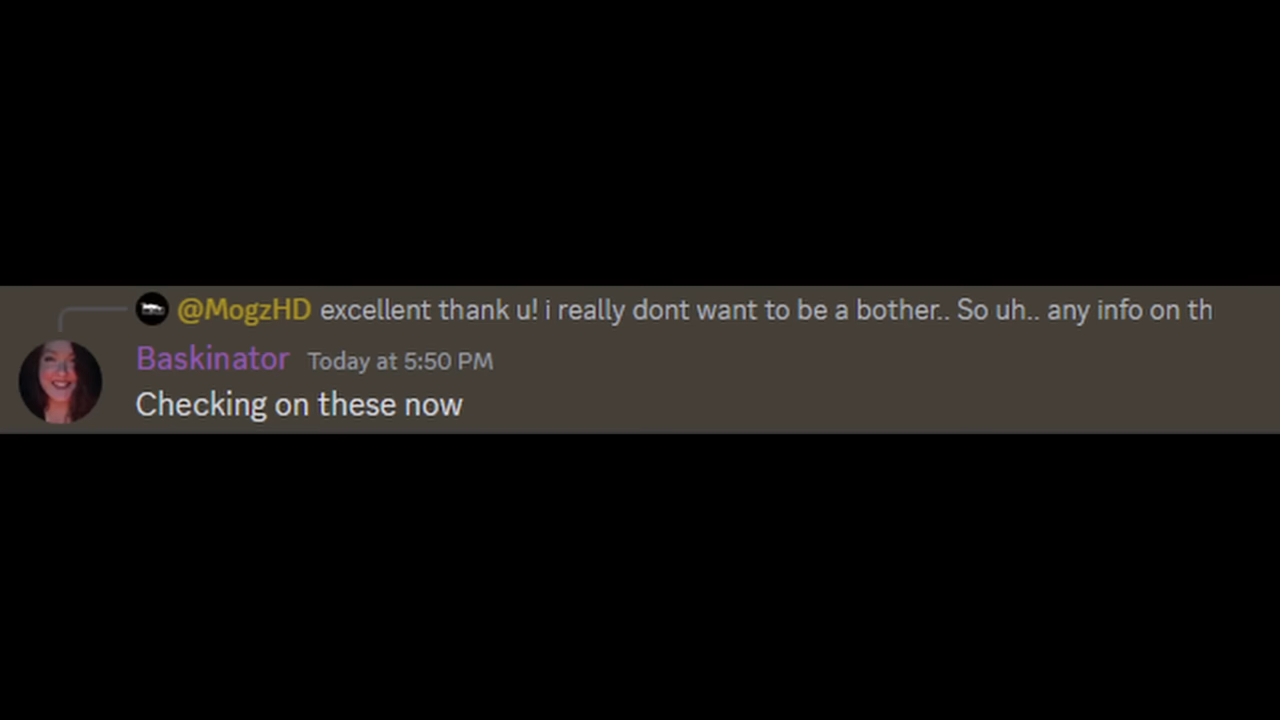 @MogzHD excellent thank u! i really dont want to be a bother.. So uh.. any info on th
Baskinator Today at 5:50 PM
Checking on these now